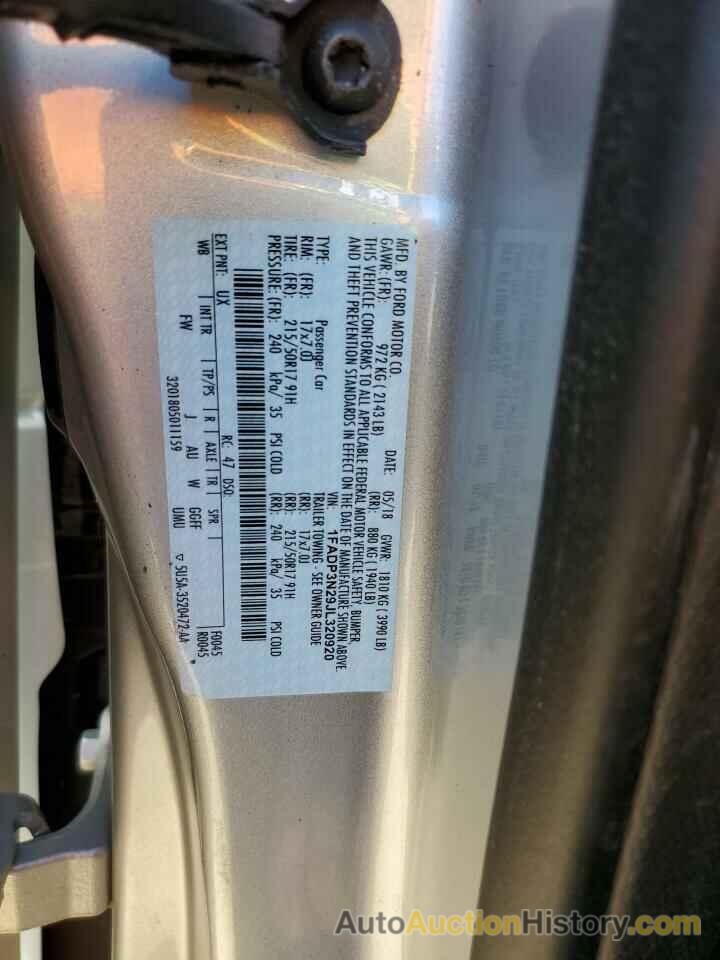 MFD. BY FORD MOTOR CO.
DATE: 05/18 GVWR: 1810 KG ( 3990 LB)
GAWR: (FR): 972 KG ( 2143 LB) (RR): 880 KG ( 1940 LB)
THIS VEHICLE CONFORMS TO ALL APPLICABLE FEDERAL MOTOR VEHICLE SAFETY, BUMPER,
AND THEFT PREVENTION STANDARDS IN EFFECT ON THE DATE OF MANUFACTURE SHOWN ABOVE.
VIN: 1FADP3N29JL320920
TYPE: Passenger Car TRAILER TOWING - SEE OWNER GUIDE
RIM: (FR): 17x7.0J (RR): 17x7.0J
TIRE: (FR): 215/50R17 91H (RR): 215/50R17 91H
PRESSURE: (FR): 240 kPa/ 35 PSI COLD (RR): 240 kPa/ 35 PSI COLD
EXT PNT: UX RC: 47 DSO: F0045
R0045
WB INT TR TP/PS R AXLE TR SPR
FW J AU W GGFF UMU ▽ 5U5A-3520472-AA
3201805011159
AutoAuctionHistory.com